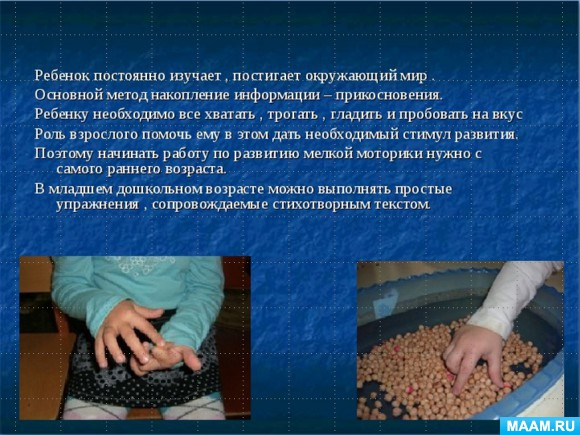 Ребенок постоянно изучает , постигает окружающий мир .
Основной метод накопление информации – прикосновения.
Ребенку необходимо все хватать , трогать , гладить и пробовать на вкус
Роль взрослого помочь ему в этом дать необходимый стимул развития.
Поэтому начинать работу по развитию мелкой моторики нужно с
самого раннего возраста.
В младшем дошкольном возрасте можно выполнять простые
упражнения , сопровождаемые стихотворным текстом.
MAAM.RU